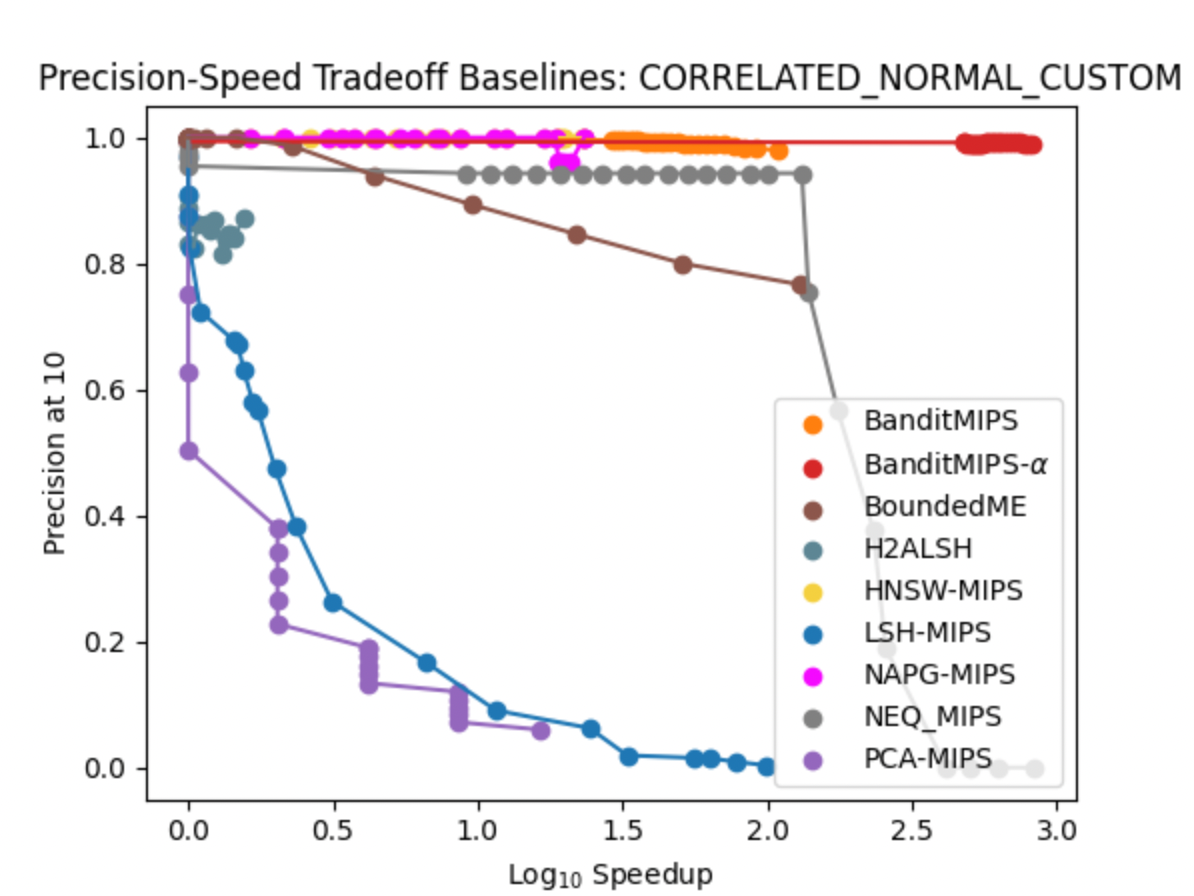 Precision-Speed Tradeoff Baselines: CORRELATED_NORMAL_CUSTOM
Precision at 10
1.0
0.8
0.6
0.4
0.2
0.0
BanditMIPS
BanditMIPS-α
BoundedME
H2ALSH
HNSW-MIPS
LSH-MIPS
NAPG-MIPS
NEQ_MIPS
PCA-MIPS
0.0 0.5 1.0 1.5 2.0 2.5 3.0
Log₁₀ Speedup